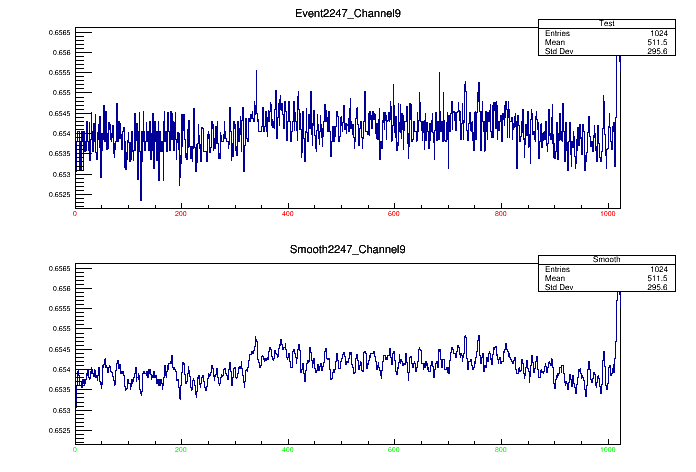 Event2247_Channel9
Test
Entries 1024
Mean 511.5
Std Dev 295.6
0.6565
0.656
0.6555
0.655
0.6545
0.654
0.6535
0.653
0.6525
0 200 400 600 800 1000
Smooth2247_Channel9
Smooth
Entries 1024
Mean 511.5
Std Dev 295.6
0.6565
0.656
0.6555
0.655
0.6545
0.654
0.6535
0.653
0.6525
0 200 400 600 800 1000